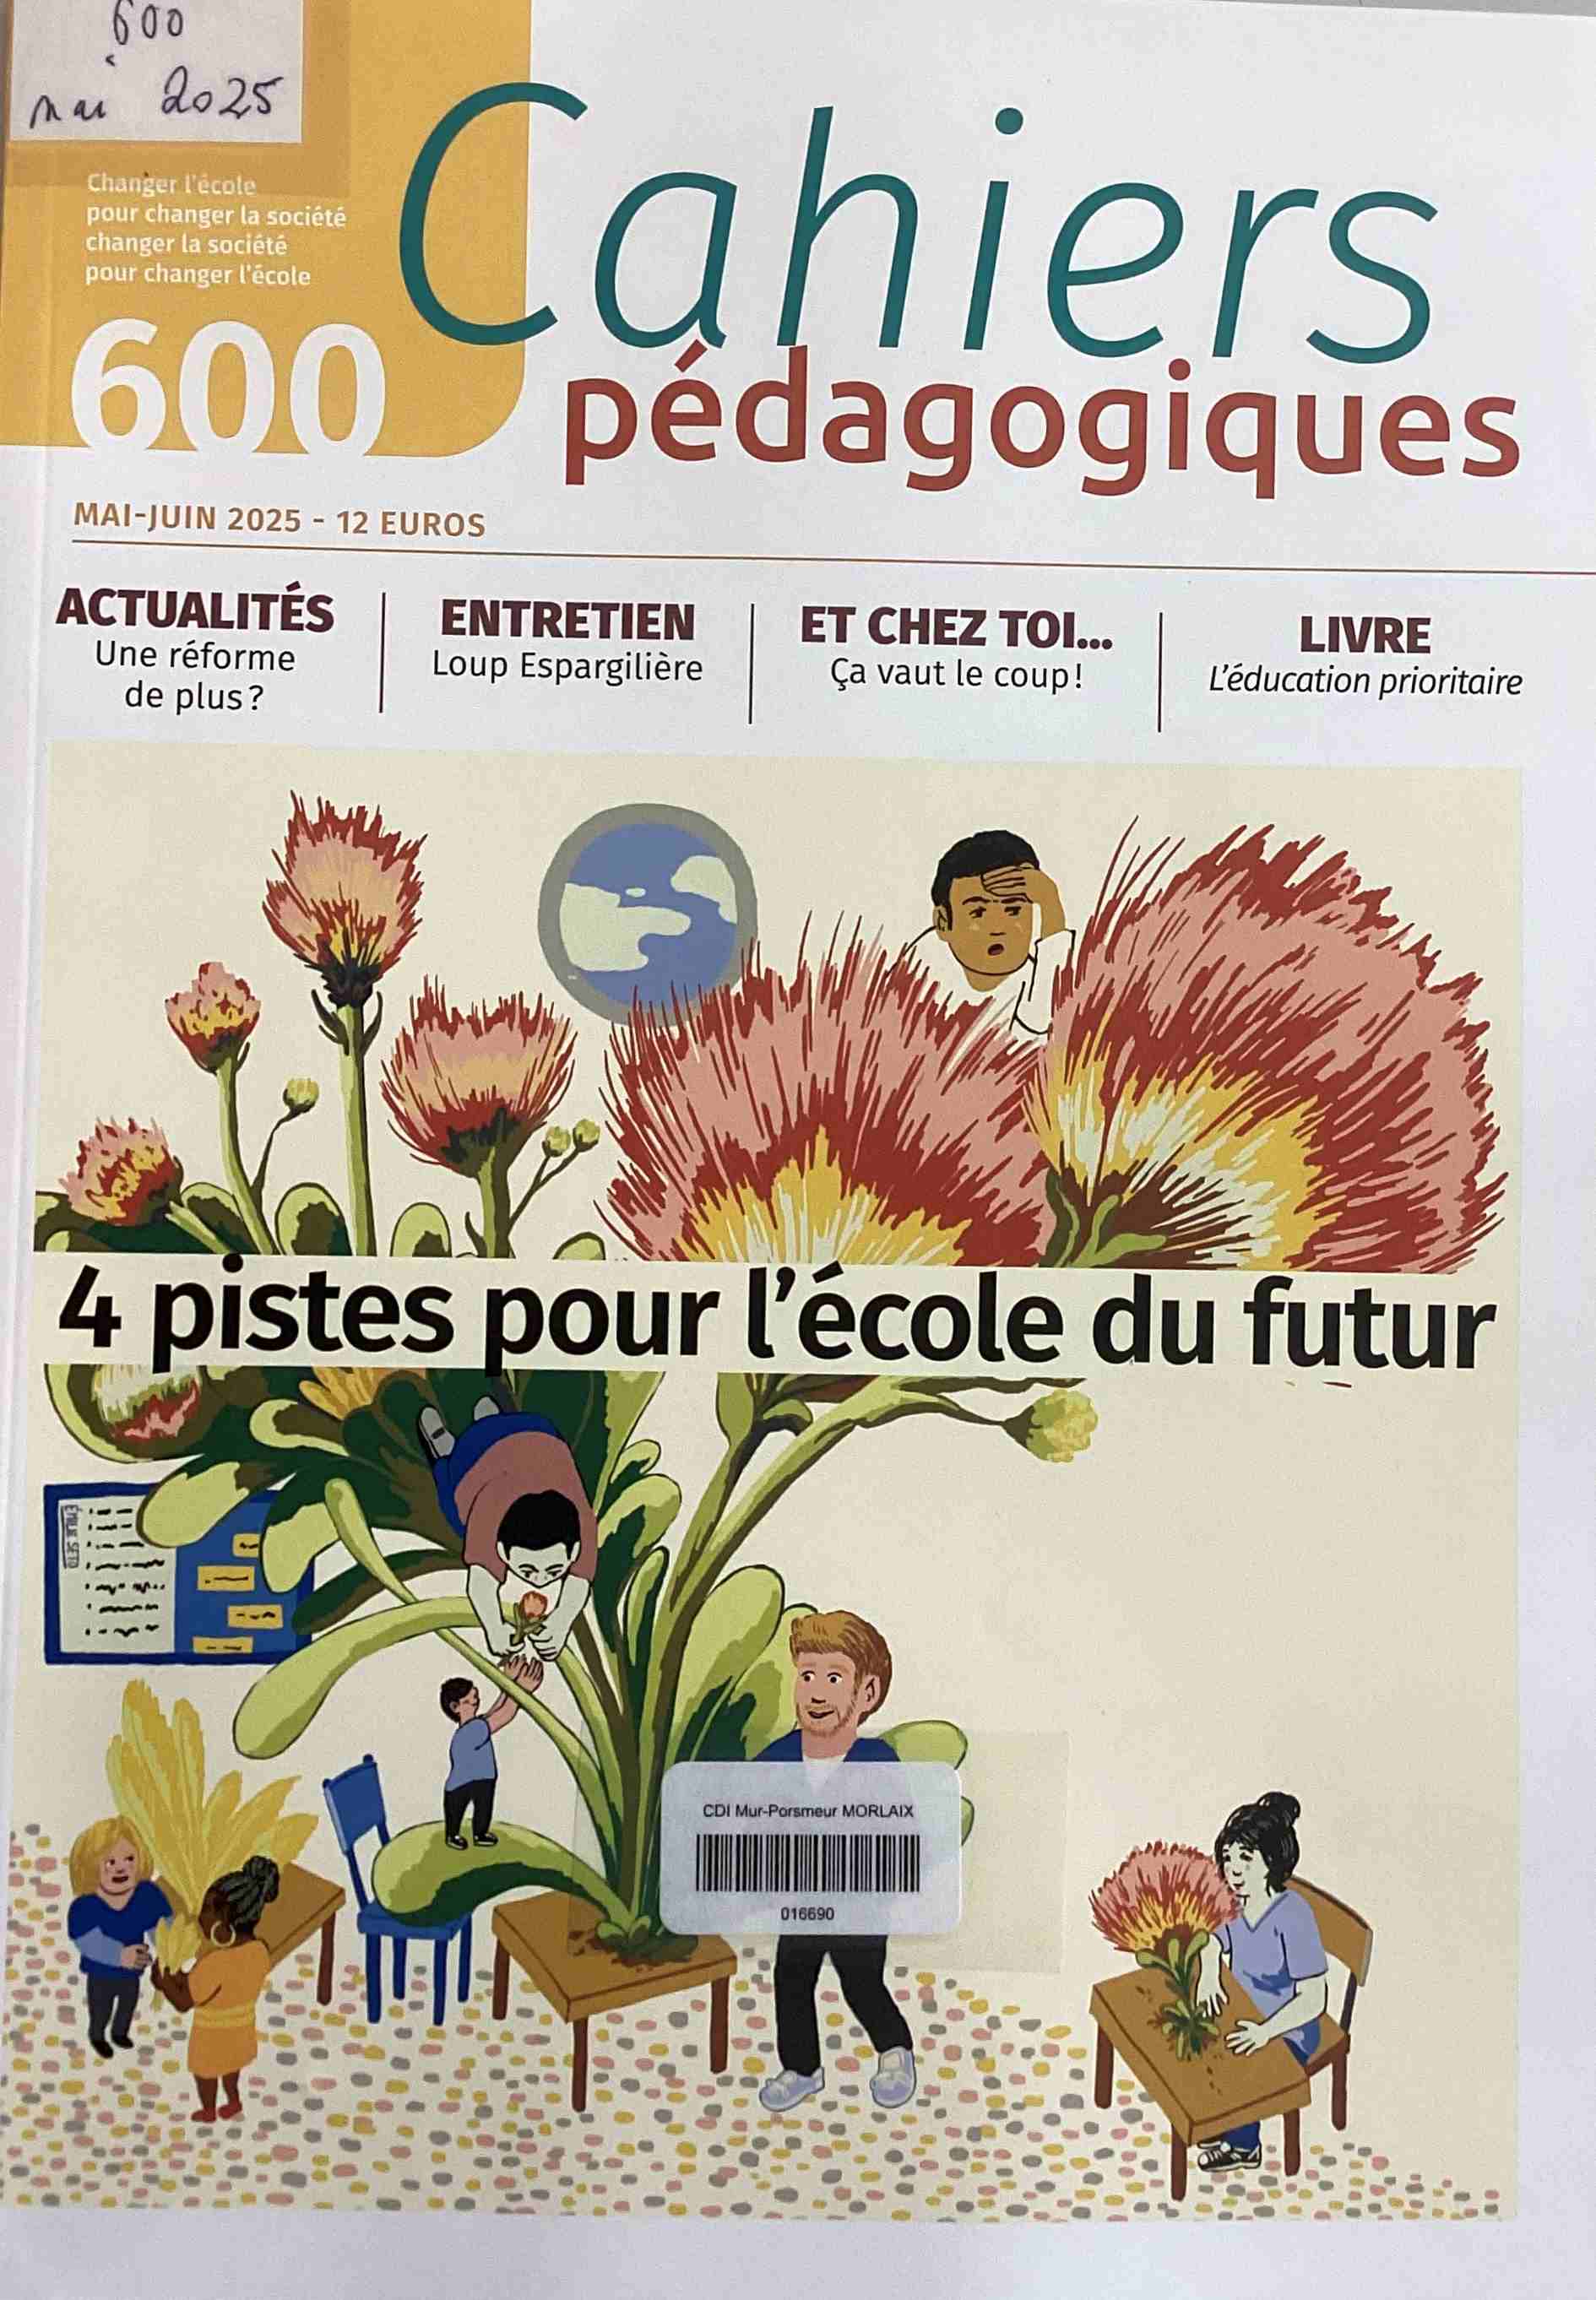 600
mai 2025
Changer l'école
pour changer la société
changer la société
pour changer l'école
600
Cahiers
pédagogiques
MAI-JUIN 2025 - 12 EUROS
ACTUALITÉS
Une réforme
de plus ?
ENTRETIEN
Loup Espargilière
ET CHEZ TOI...
Ça vaut le coup !
LIVRE
L'éducation prioritaire
4 pistes pour l'école du futur
ÉMILIE SETO
CDI Mur-Porsmeur MORLAIX
016690